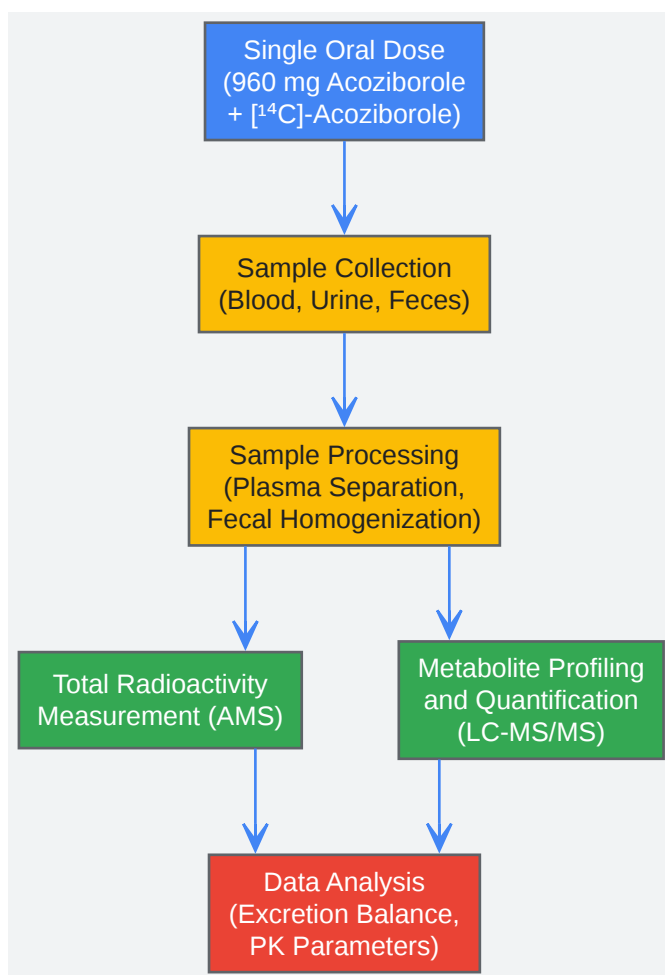 Single Oral Dose
(960 mg Acoziborole
+ [¹⁴C]-Acoziborole)
Sample Collection
(Blood, Urine, Feces)
Sample Processing
(Plasma Separation,
Fecal Homogenization)
Total Radioactivity
Measurement (AMS)
Metabolite Profiling
and Quantification
(LC-MS/MS)
Data Analysis
(Excretion Balance,
PK Parameters)